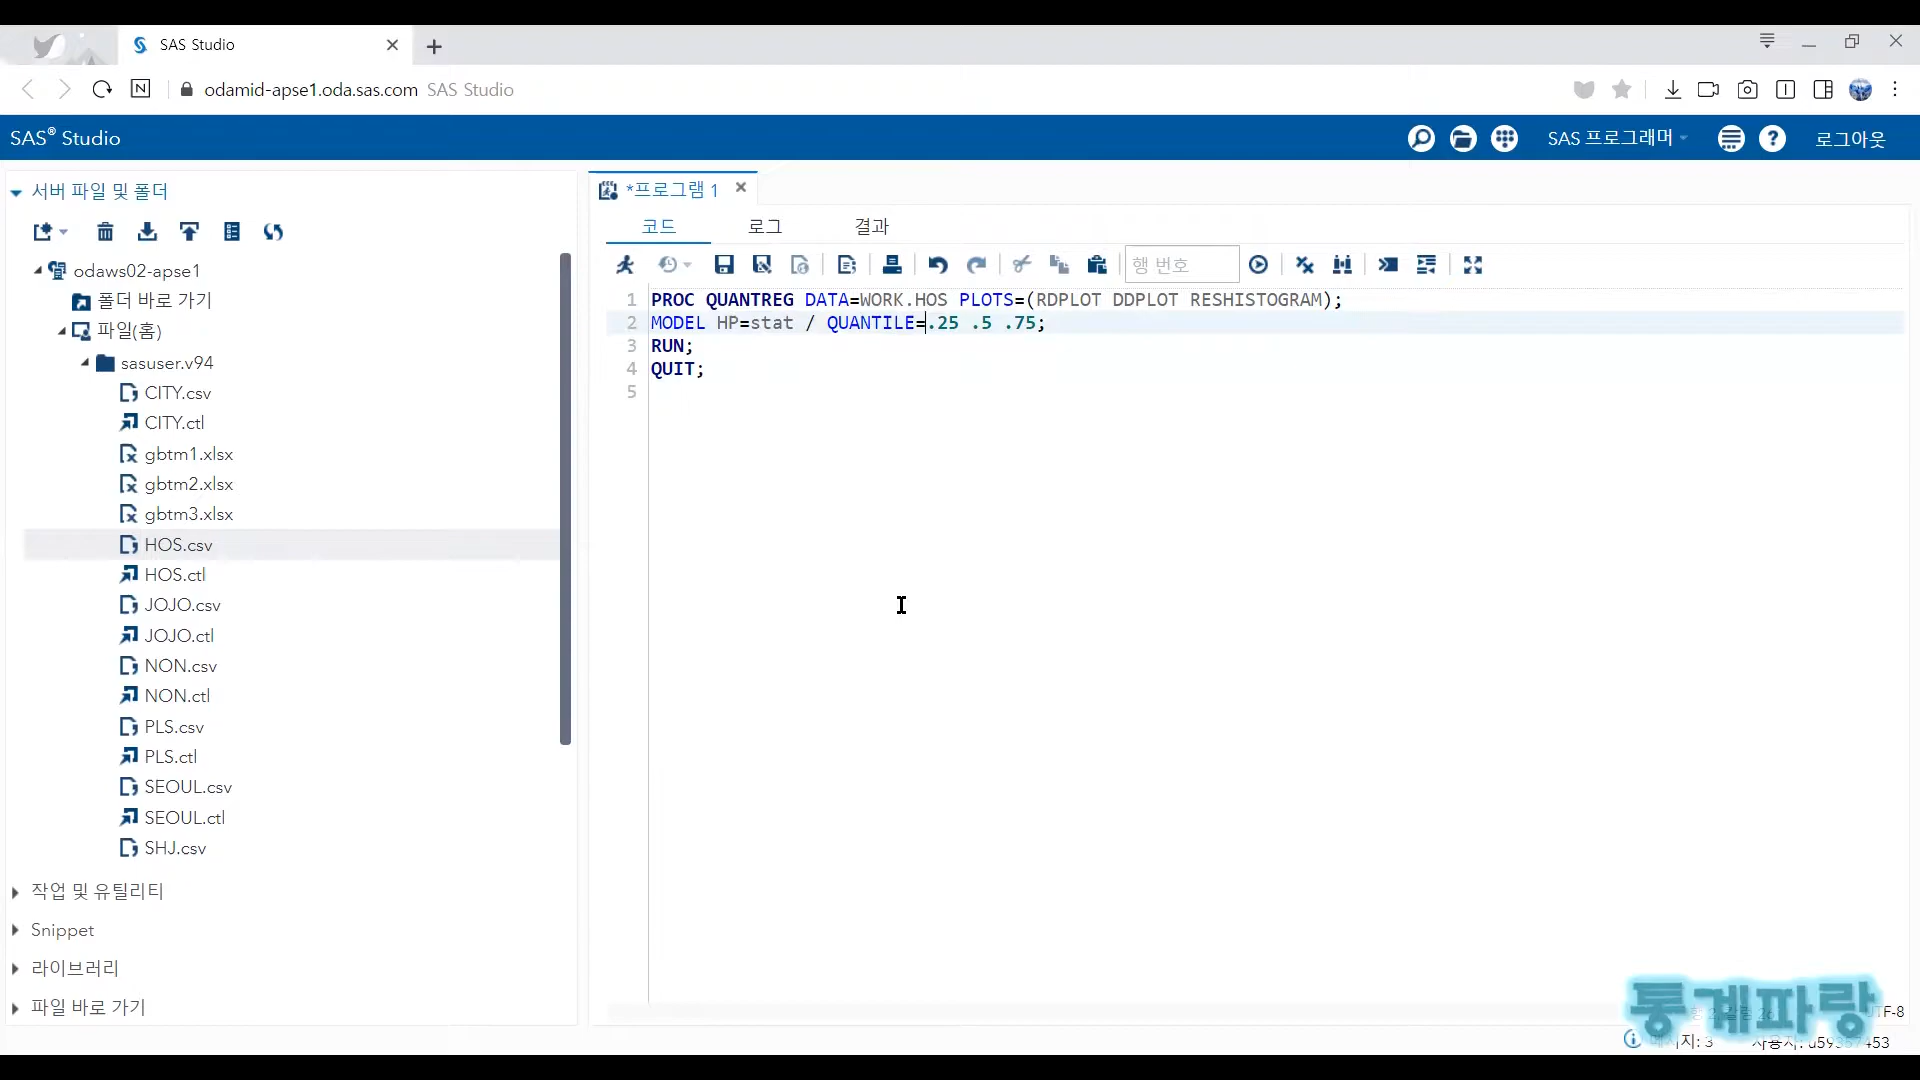 SAS Studio
odamid-apse1.oda.sas.com SAS Studio
SAS® Studio
SAS 프로그래머
로그아웃
서버 파일 및 폴더
odaws02-apse1
폴더 바로 가기
파일(홈)
sasuser.v94
CITY.csv
CITY.ctl
gbtm1.xlsx
gbtm2.xlsx
gbtm3.xlsx
HOS.csv
HOS.ctl
JOJO.csv
JOJO.ctl
NON.csv
NON.ctl
PLS.csv
PLS.ctl
SEOUL.csv
SEOUL.ctl
SHJ.csv
작업 및 유틸리티
Snippet
라이브러리
파일 바로 가기
*프로그램 1
코드 로그 결과
행 번호
1 PROC QUANTREG DATA=WORK.HOS PLOTS=(RDPLOT DDPLOT RESHISTOGRAM);
2 MODEL HP=stat / QUANTILE=.25 .5 .75;
3 RUN;
4 QUIT;
5
통계파랑
메시지: 3